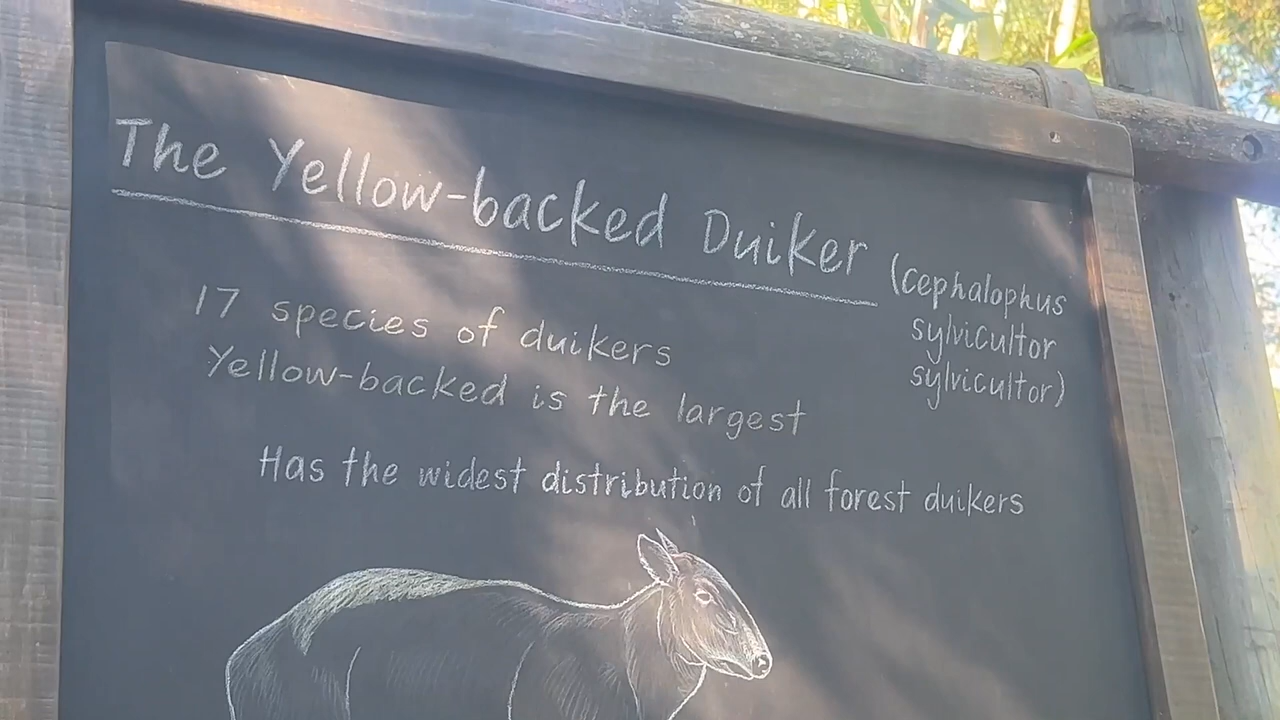 The Yellow-backed Duiker (cephalophus
sylvicultor
sylvicultor)
17 species of duikers
Yellow-backed is the largest
Has the widest distribution of all forest duikers